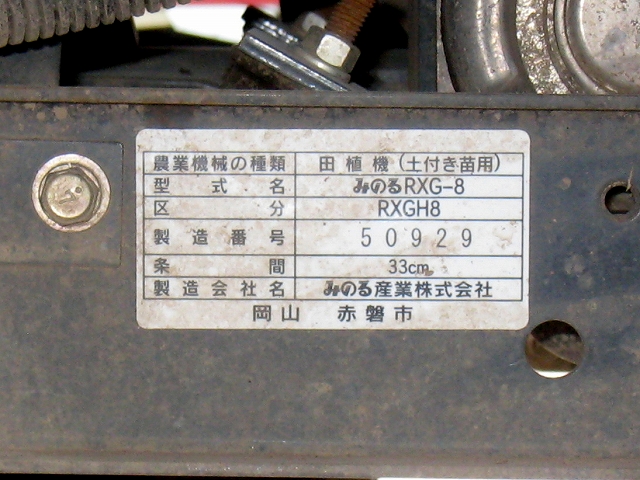 農業機械の種類 田植機(土付き苗用)
型式名 みのるRXG-8
区分 RXGH8
製造番号 50929
条間 33cm
製造会社名 みのる産業株式会社
岡山 赤磐市